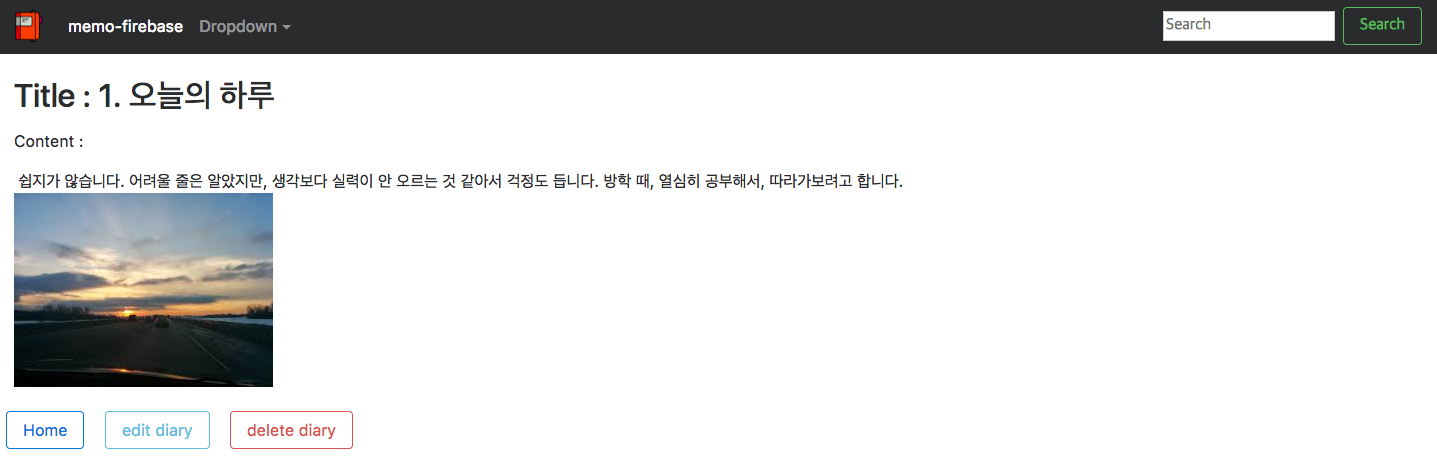 memo-firebase Dropdown Search Search
Title : 1. 오늘의 하루
Content :
쉽지가 않습니다. 어려울 줄은 알았지만, 생각보다 실력이 안 오르는 것 같아서 걱정도 듭니다. 방학 때, 열심히 공부해서, 따라가보려고 합니다.
Home edit diary delete diary